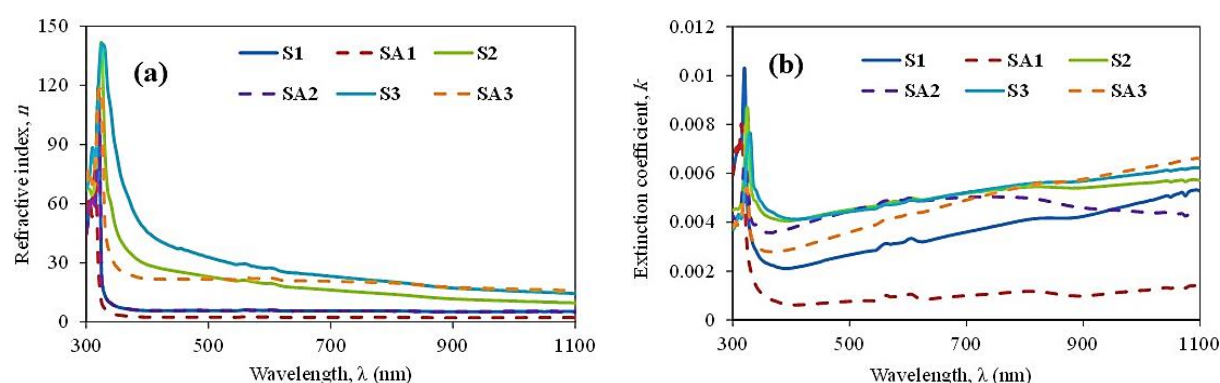 150
120
90
60
30
0
Refractive index, n
(a)
S1 SA1 S2
SA2 S3 SA3
300 500 700 900 1100
Wavelength, λ (nm)
0.012
0.01
0.008
0.006
0.004
0.002
0
Extinction coefficient, k
(b)
S1 SA1 S2
SA2 S3 SA3
300 500 700 900 1100
Wavelength, λ (nm)